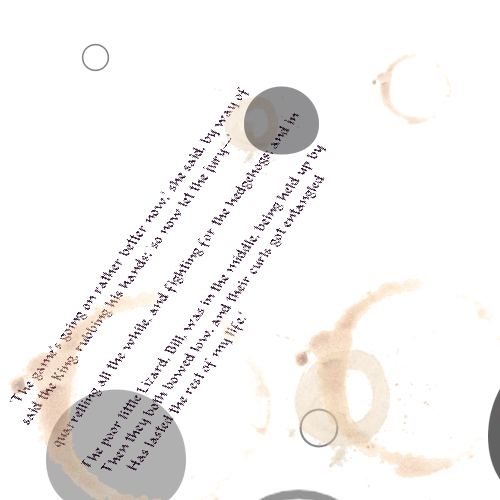 The game's going on rather better now,' she said, by way of
said the King, rubbing his hands; 'so now let the jury—
quarrelling all the while, and fighting for the hedgehogs; and in
The poor little Lizard, Bill, was in the middle, being held up by
Then they both bowed low, and their curls got entangled
Has lasted the rest of my life.'